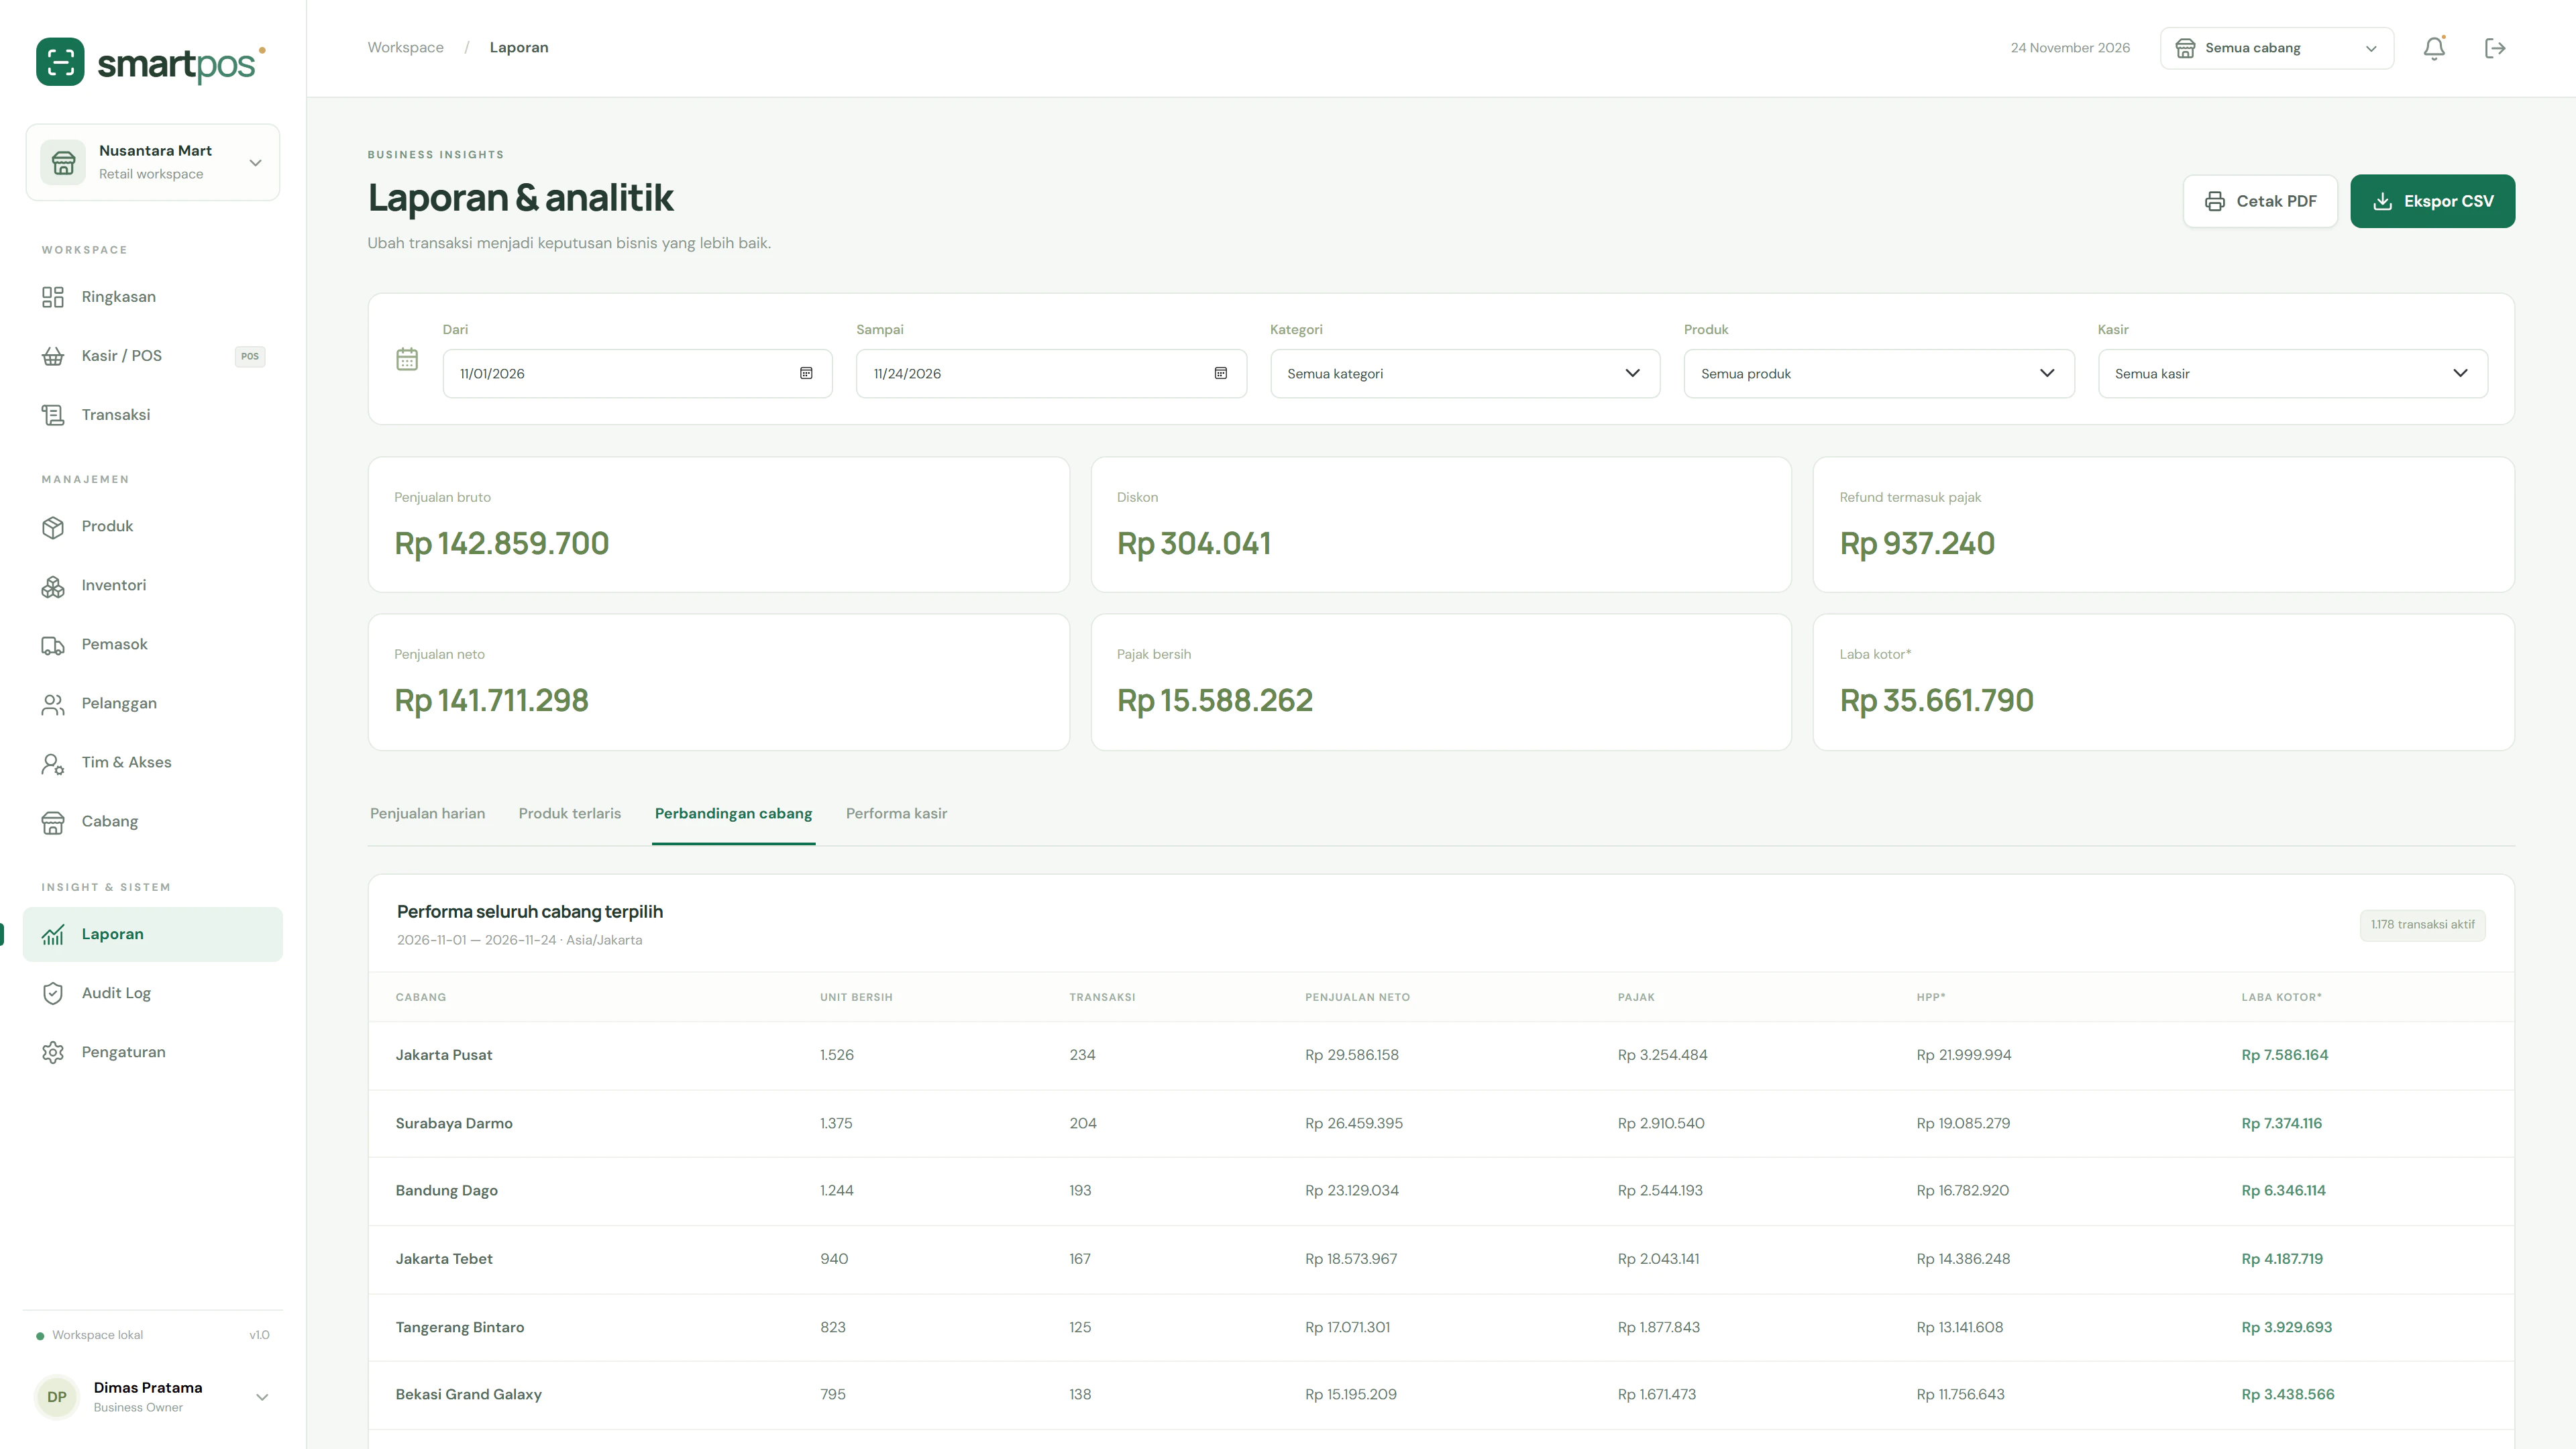 smartpos
Nusantara Mart
Retail workspace
WORKSPACE
Ringkasan
Kasir / POS
POS
Transaksi
MANAJEMEN
Produk
Inventori
Pemasok
Pelanggan
Tim & Akses
Cabang
INSIGHT & SISTEM
Laporan
Audit Log
Pengaturan
Workspace lokal
v1.0
DP
Dimas Pratama
Business Owner
Workspace / Laporan
24 November 2026
Semua cabang
BUSINESS INSIGHTS
Laporan & analitik
Ubah transaksi menjadi keputusan bisnis yang lebih baik.
Cetak PDF
Ekspor CSV
Dari
Sampai
Kategori
Produk
Kasir
11/01/2026
11/24/2026
Semua kategori
Semua produk
Semua kasir
Penjualan bruto
Rp 142.859.700
Diskon
Rp 304.041
Refund termasuk pajak
Rp 937.240
Penjualan neto
Rp 141.711.298
Pajak bersih
Rp 15.588.262
Laba kotor*
Rp 35.661.790
Penjualan harian
Produk terlaris
Perbandingan cabang
Performa kasir
Performa seluruh cabang terpilih
2026-11-01 — 2026-11-24 · Asia/Jakarta
1.178 transaksi aktif
CABANG UNIT BERSIH TRANSAKSI PENJUALAN NETO PAJAK HPP* LABA KOTOR*
Jakarta Pusat 1.526 234 Rp 29.586.158 Rp 3.254.484 Rp 21.999.994 Rp 7.586.164
Surabaya Darmo 1.375 204 Rp 26.459.395 Rp 2.910.540 Rp 19.085.279 Rp 7.374.116
Bandung Dago 1.244 193 Rp 23.129.034 Rp 2.544.193 Rp 16.782.920 Rp 6.346.114
Jakarta Tebet 940 167 Rp 18.573.967 Rp 2.043.141 Rp 14.386.248 Rp 4.187.719
Tangerang Bintaro 823 125 Rp 17.071.301 Rp 1.877.843 Rp 13.141.608 Rp 3.929.693
Bekasi Grand Galaxy 795 138 Rp 15.195.209 Rp 1.671.473 Rp 11.756.643 Rp 3.438.566